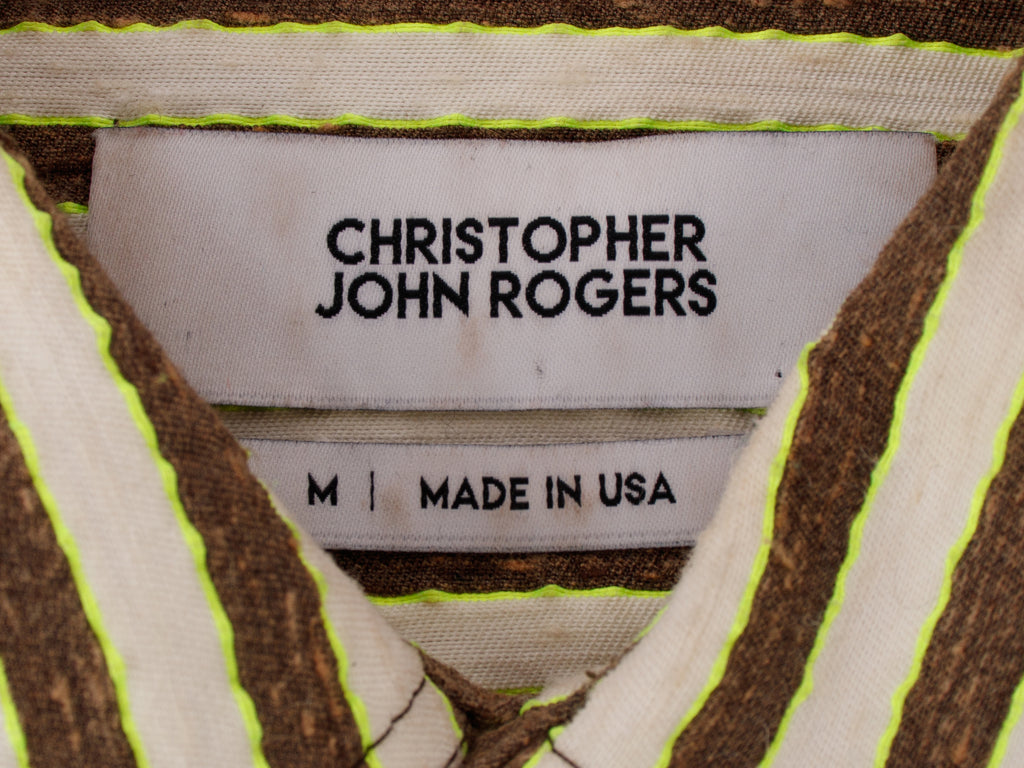 CHRISTOPHER
JOHN ROGERS
M | MADE IN USA